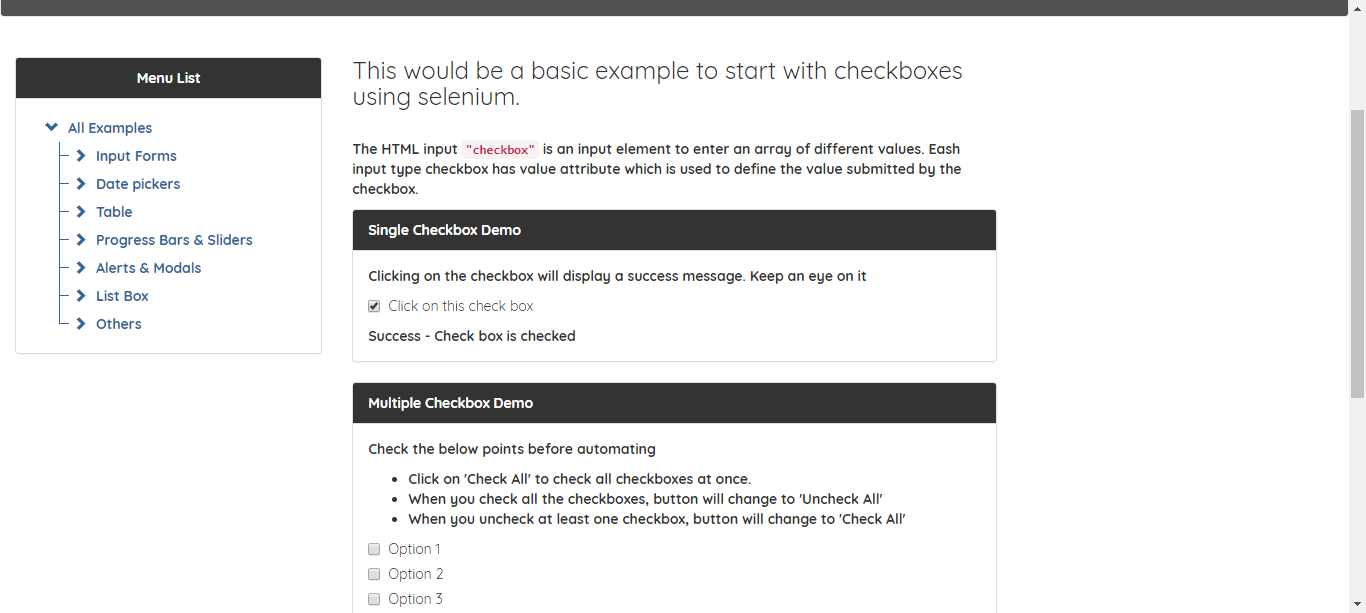 Menu List
All Examples
Input Forms
Date pickers
Table
Progress Bars & Sliders
Alerts & Modals
List Box
Others
This would be a basic example to start with checkboxes
using selenium.
The HTML input "checkbox" is an input element to enter an array of different values. Eash
input type checkbox has value attribute which is used to define the value submitted by the
checkbox.
Single Checkbox Demo
Clicking on the checkbox will display a success message. Keep an eye on it
Click on this check box
Success - Check box is checked
Multiple Checkbox Demo
Check the below points before automating
• Click on 'Check All' to check all checkboxes at once.
• When you check all the checkboxes, button will change to 'Uncheck All'
• When you uncheck at least one checkbox, button will change to 'Check All'
Option 1
Option 2
Option 3